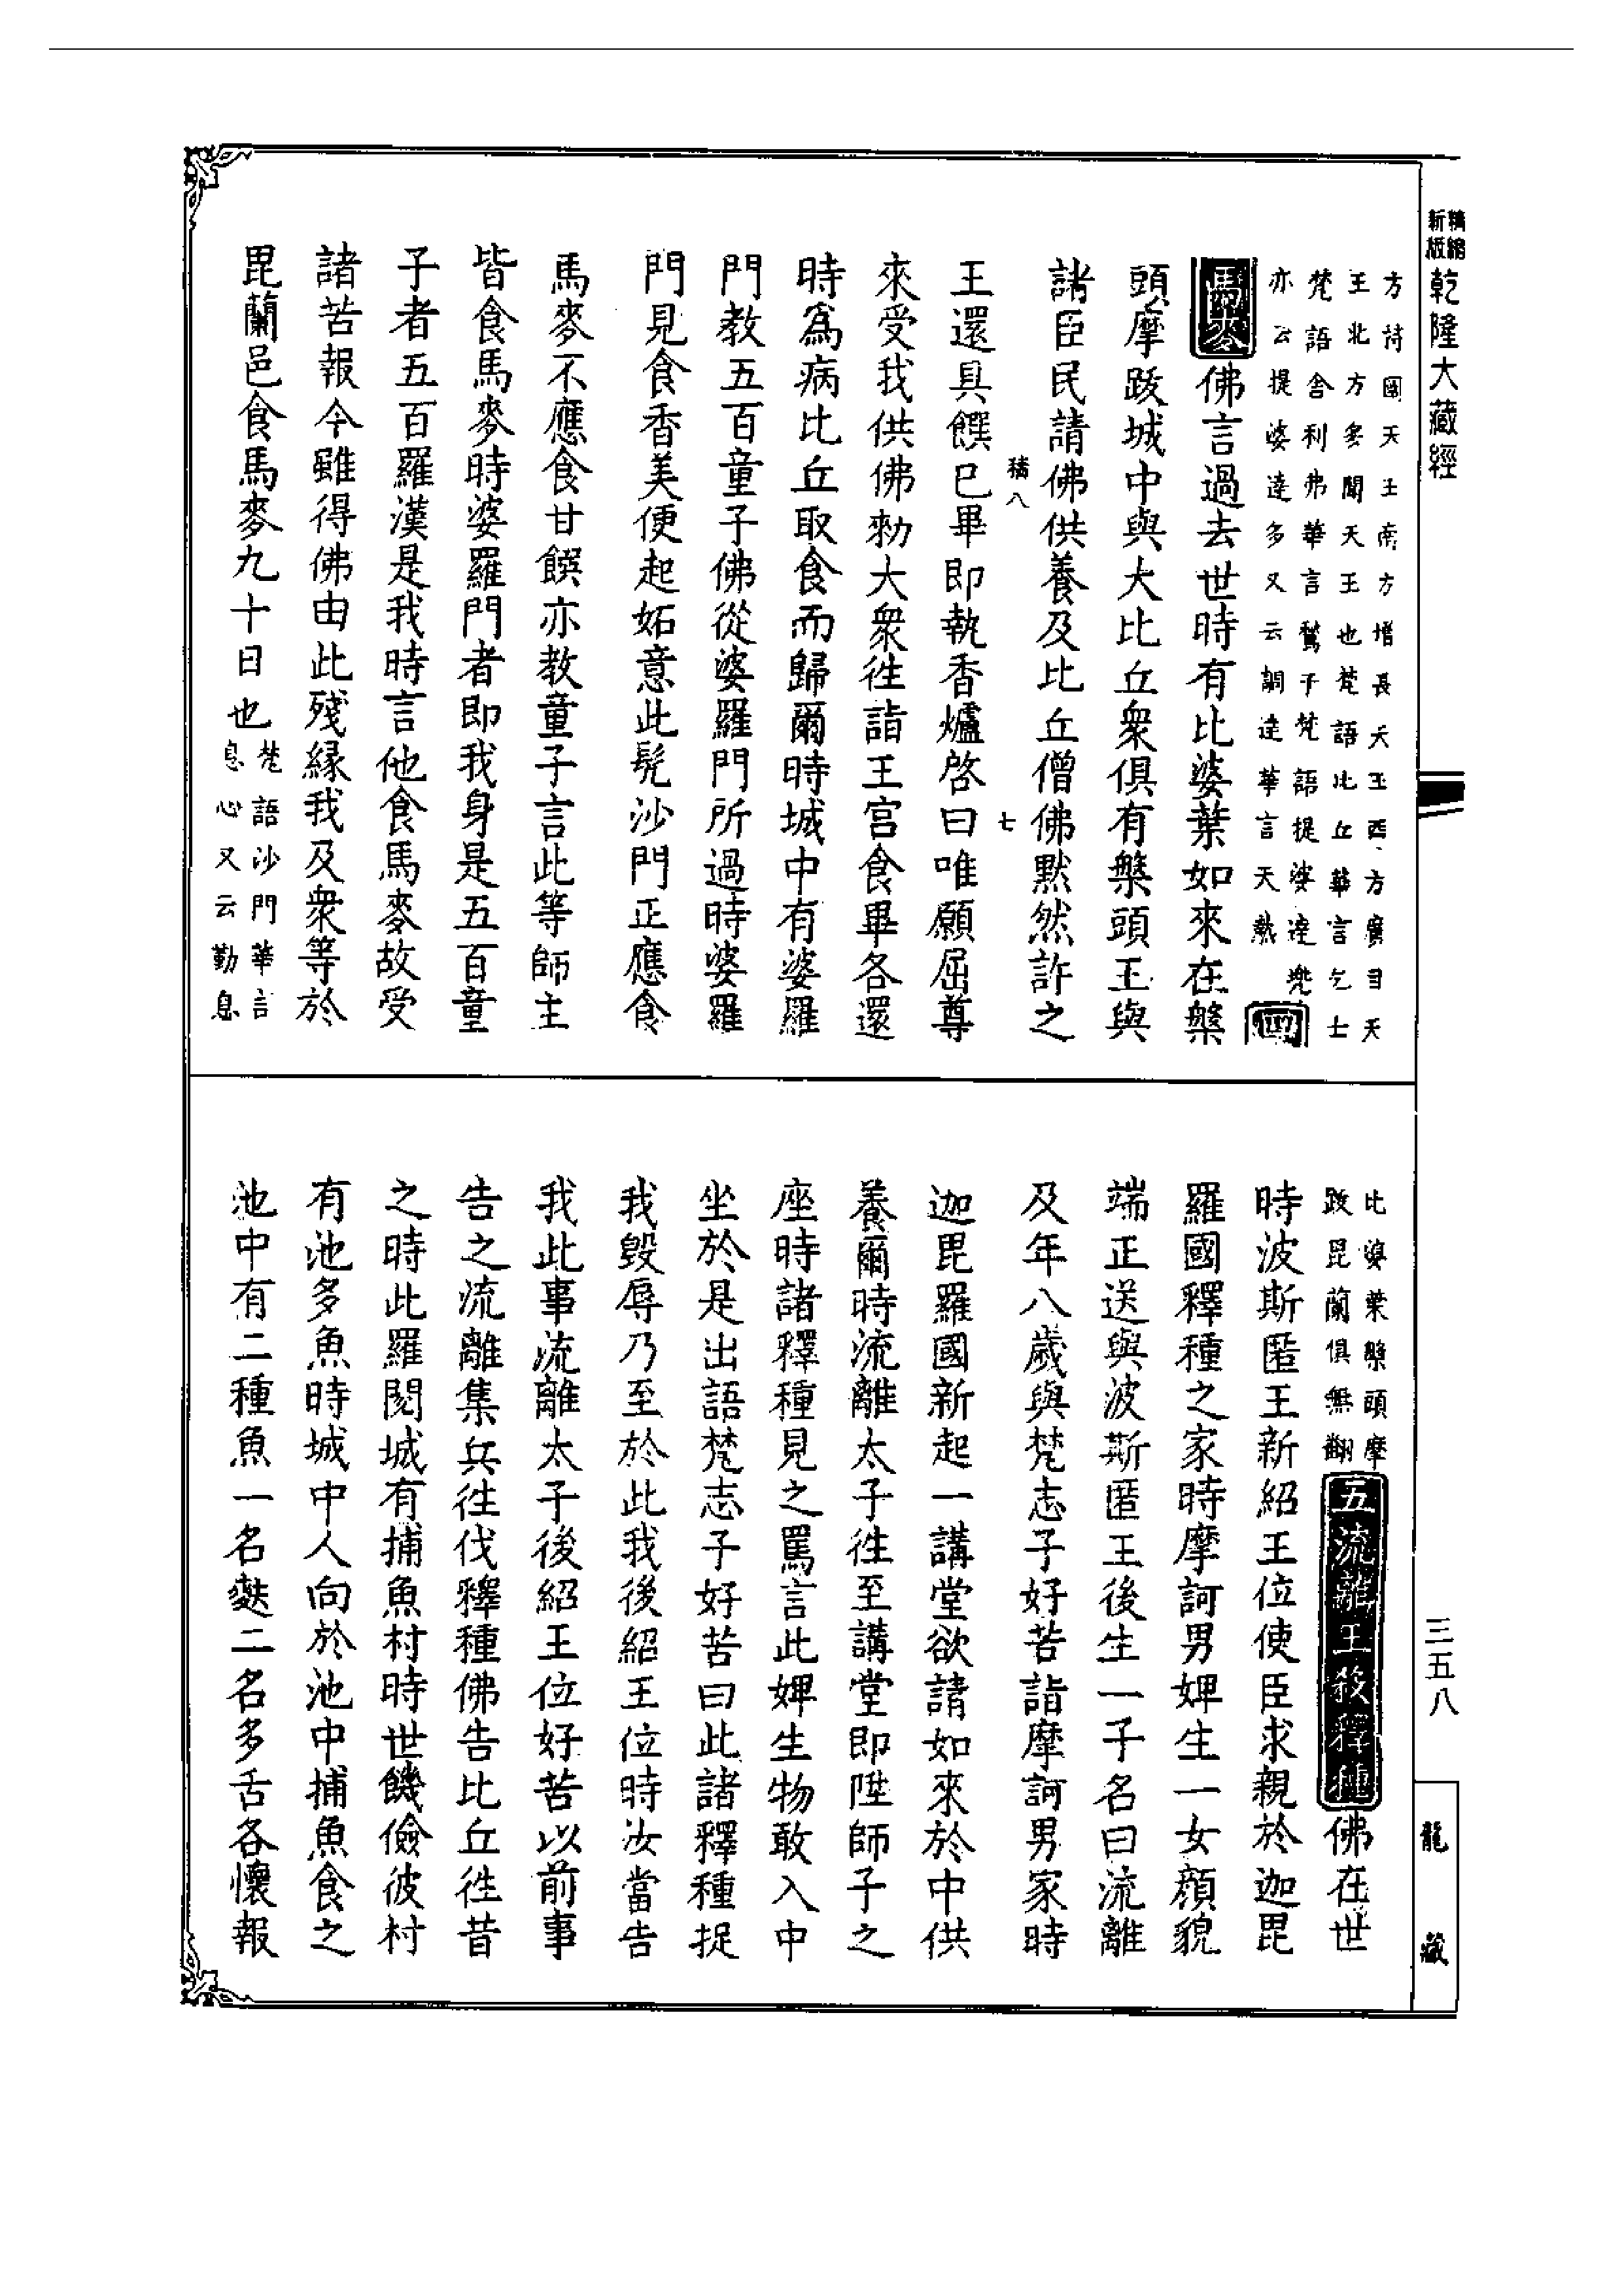 精縮新版
乾隆大藏經
方持國天王南方增長天王西方廣目天
王北方多聞天王也梵語比丘華言乞士
梵語舍利弗華言鶖子梵語提婆達兜
亦云提婆達多又云調達華言天熱
四
馬麥佛言過去世時有比婆葉如來在槃
頭摩跋城中與大比丘衆俱有槃頭王與
諸臣民請佛供養及比丘僧佛默然許之
積八 七
王還具饌已畢即執香爐啓曰唯願屈尊
來受我供佛勑大衆徃詣王宮食畢各還
時爲病比丘取食而歸爾時城中有婆羅
門教五百童子佛從婆羅門所過時婆羅
門見食香美便起妬意此髡沙門正應食
馬麥不應食甘饌亦教童子言此等師主
皆食馬麥時婆羅門者即我身是五百童
子者五百羅漢是我時言他食馬麥故受
諸苦報今雖得佛由此殘緣我及衆等於
毘蘭邑食馬麥九十日也
梵語沙門華言
息心又云勤息
比婆葉槃頭摩
跋毘蘭俱無翻
五流離王殺釋種佛在世
時波斯匿王新紹王位使臣求親於迦毘
羅國釋種之家時摩訶男婢生一女顏貌
端正送與波斯匿王後生一子名曰流離
及年八歲與梵志子好苦詣摩訶男家時
迦毘羅國新起一講堂欲請如來於中供
養爾時流離太子徃至講堂即陞師子之
座時諸釋種見之罵言此婢生物敢入中
坐於是出語梵志子好苦曰此諸釋種捉
我毀辱乃至於此我後紹王位時汝當告
我此事流離太子後紹王位好苦以前事
告之流離集兵徃伐釋種佛告比丘徃昔
之時此羅閱城有捕魚村時世饑儉彼村
有池多魚時城中人向於池中捕魚食之
池中有二種魚一名麩二名多舌各懷報
三五八
龍藏